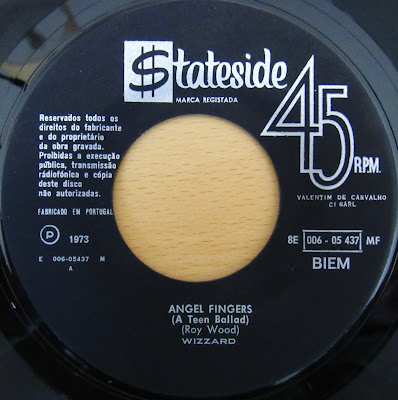 $tateside
MARCA REGISTADA
45 R.P.M.
Reservados todos os
direitos do fabricante
e do proprietário
da obra gravada.
Proibidas a execução
pública, transmissão
rádiofónica e cópia
deste disco
não autorizadas.
FABRICADO EM PORTUGAL
VALENTIM DE CARVALHO
CI SARL
P 1973
E 006-05437 M
A
8E 006 - 05 437 MF
BIEM
ANGEL FINGERS
(A Teen Ballad)
(Roy Wood)
WIZZARD